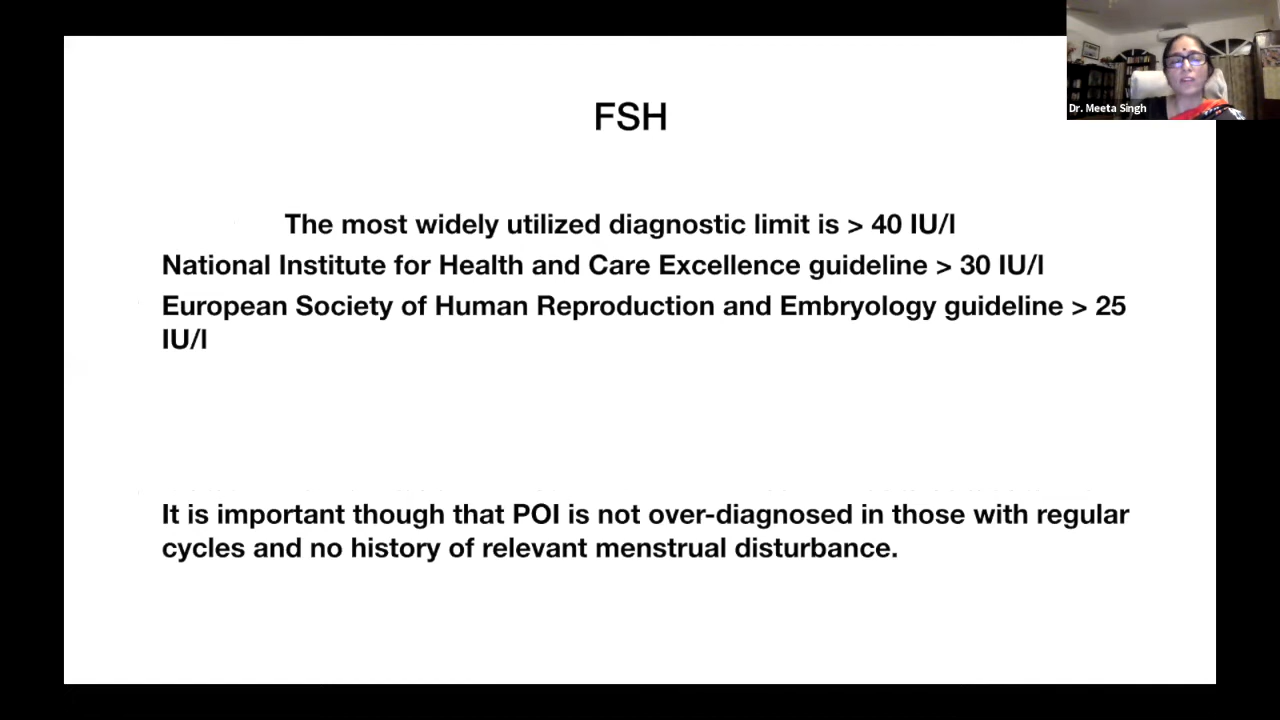 Dr. Meeta Singh
FSH
The most widely utilized diagnostic limit is > 40 IU/l
National Institute for Health and Care Excellence guideline > 30 IU/l
European Society of Human Reproduction and Embryology guideline > 25
IU/l
It is important though that POI is not over-diagnosed in those with regular
cycles and no history of relevant menstrual disturbance.